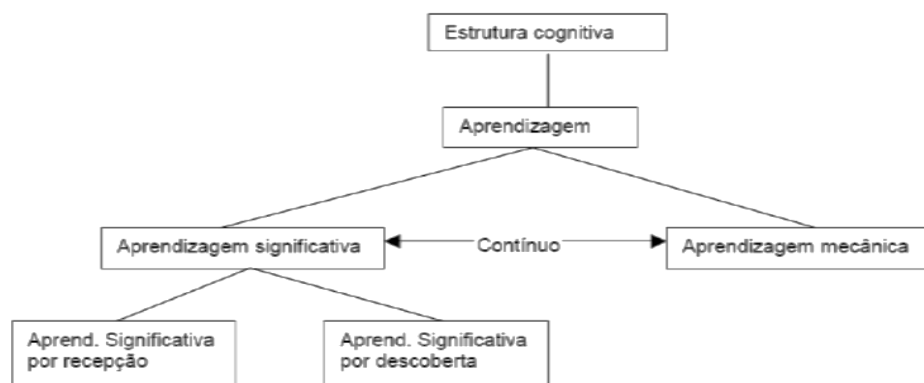 Estrutura cognitiva
Aprendizagem
Aprendizagem significativa
Contínuo
Aprendizagem mecânica
Aprend. Significativa
por recepção
Aprend. Significativa
por descoberta